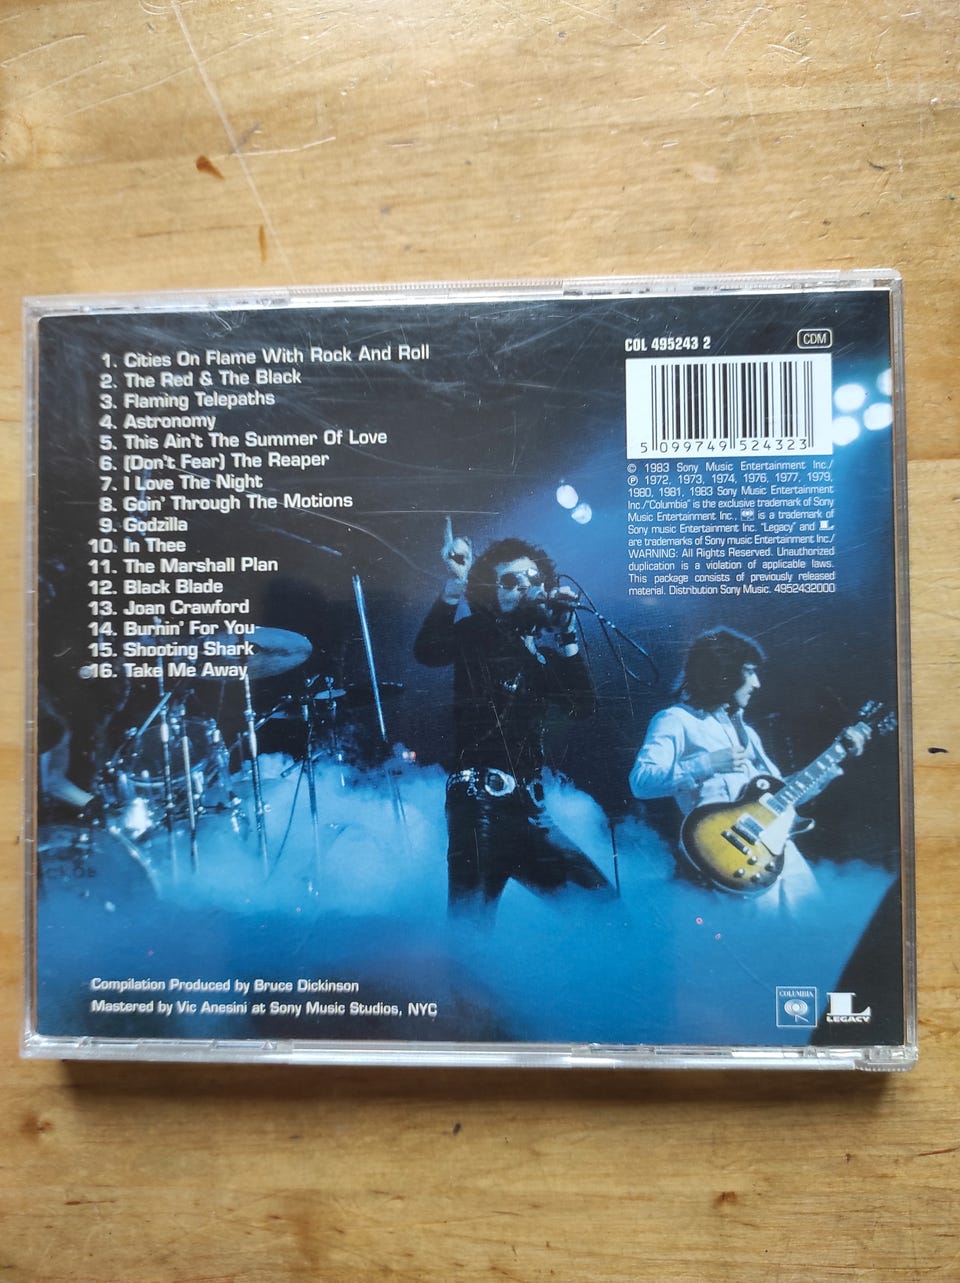 1. Cities On Flame With Rock And Roll
2. The Red & The Black
3. Flaming Telepaths
4. Astronomy
5. This Ain't The Summer Of Love
6. (Don't Fear) The Reaper
7. I Love The Night
8. Goin' Through The Motions
9. Godzilla
10. In Thee
11. The Marshall Plan
12. Black Blade
13. Joan Crawford
14. Burnin' For You
15. Shooting Shark
16. Take Me Away
COL 495243 2
CDM
5 099749 524323
© 1983 Sony Music Entertainment Inc./
℗ 1972, 1973, 1974, 1976, 1977, 1979,
1980, 1981, 1983 Sony Music Entertainment
Inc./"Columbia" is the exclusive trademark of Sony
Music Entertainment Inc., is a trademark of
Sony music Entertainment Inc. "Legacy" and L
are trademarks of Sony music Entertainment Inc./
WARNING: All Rights Reserved. Unauthorized
duplication is a violation of applicable laws.
This package consists of previously released
material. Distribution Sony Music. 4952432000
Compilation Produced by Bruce Dickinson
Mastered by Vic Anesini at Sony Music Studios, NYC
COLUMBIA
L
LEGACY